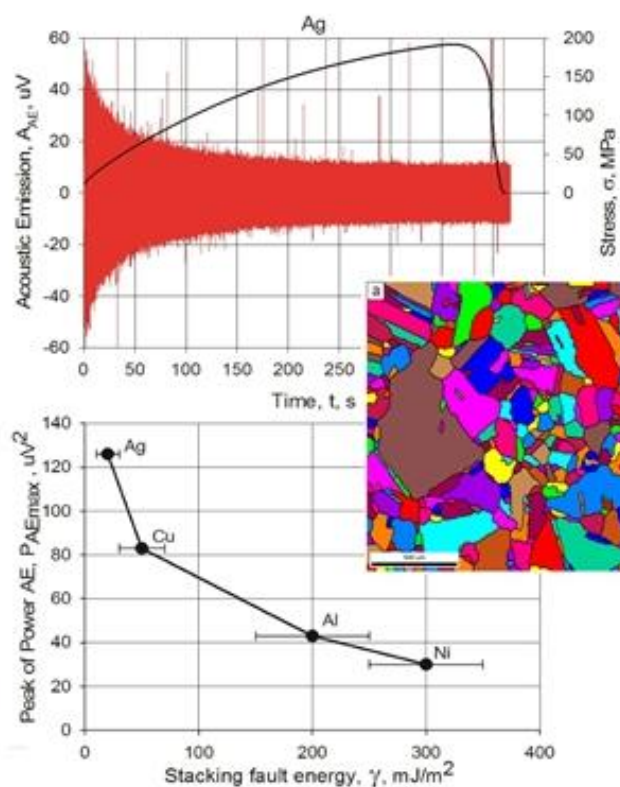 Ag
Acoustic Emission, A_AE, uV
60
40
20
0
-20
-40
-60
200
150
100
50
0
Stress, σ, MPa
0
50
100
150
200
250
Time, t, s
a
Peak of Power AE, P_AEmax, uV²
140
120
100
80
60
40
20
0
Ag
Cu
Al
Ni
0
100
200
300
400
Stacking fault energy, γ, mJ/m²